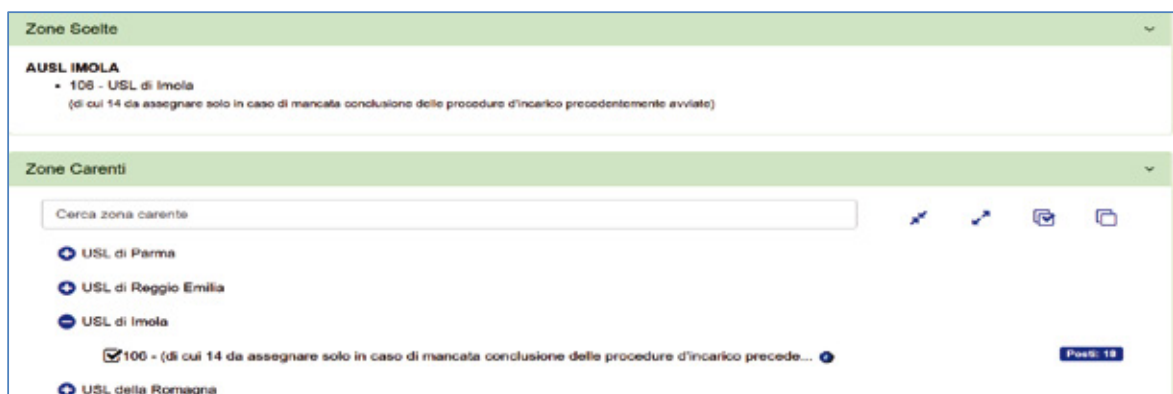 Zone Scelte
AUSL IMOLA
106 - USL di Imola
(di cui 14 da assegnare solo in caso di mancata conclusione delle procedure d'incarico precedentemente avviate)
Zone Carenti
Cerca zona carente
USL di Parma
USL di Reggio Emilia
USL di Imola
106 - (di cui 14 da assegnare solo in caso di mancata conclusione delle procedure d'incarico precede... Posti: 18
USL della Romagna